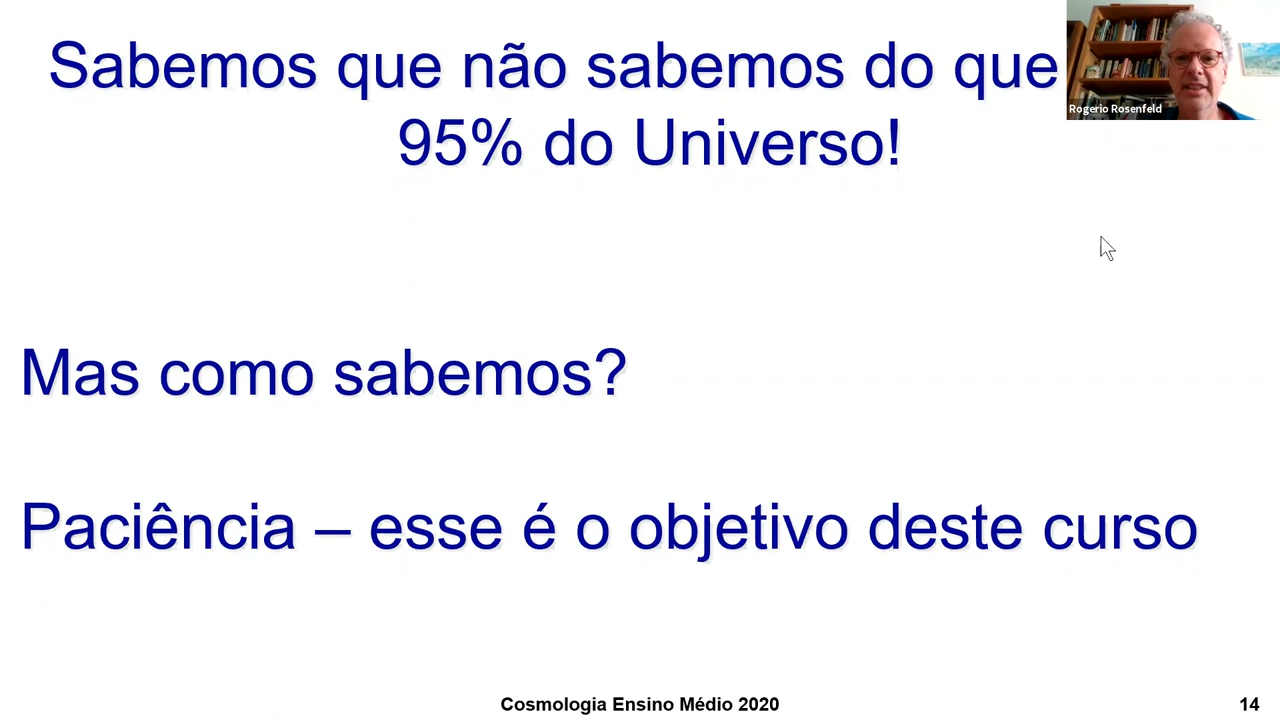 Sabemos que não sabemos do que
95% do Universo!
Rogerio Rosenfeld
Mas como sabemos?
Paciência – esse é o objetivo deste curso
Cosmologia Ensino Médio 2020
14